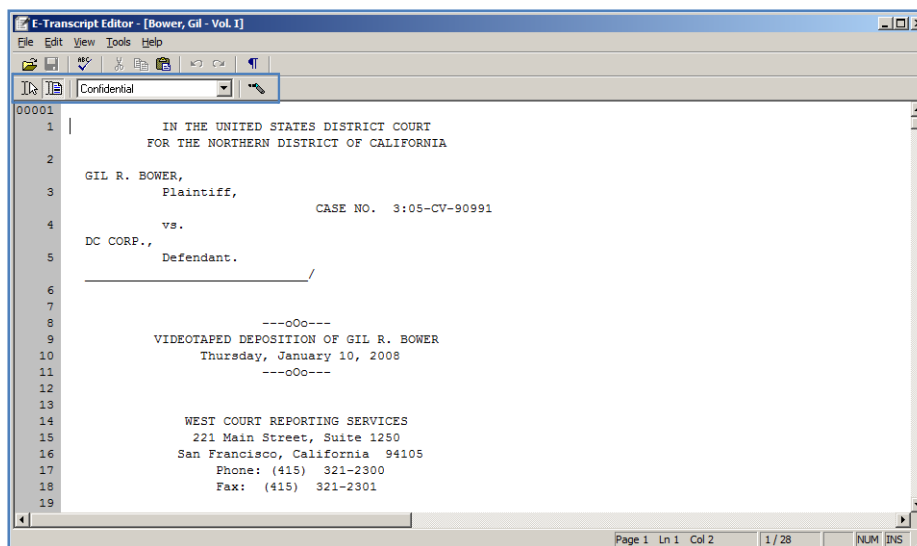 E-Transcript Editor - [Bower, Gil - Vol. I]
File Edit View Tools Help
ABC ¶
Confidential
00001
1 IN THE UNITED STATES DISTRICT COURT
FOR THE NORTHERN DISTRICT OF CALIFORNIA
2
GIL R. BOWER,
3 Plaintiff,
CASE NO. 3:05-CV-90991
4 vs.
DC CORP.,
5 Defendant.
______________________________/
6
7
8 ---oOo---
9 VIDEOTAPED DEPOSITION OF GIL R. BOWER
10 Thursday, January 10, 2008
11 ---oOo---
12
13
14 WEST COURT REPORTING SERVICES
15 221 Main Street, Suite 1250
16 San Francisco, California 94105
17 Phone: (415) 321-2300
18 Fax: (415) 321-2301
19
Page 1 Ln 1 Col 2 1 / 28 NUM INS